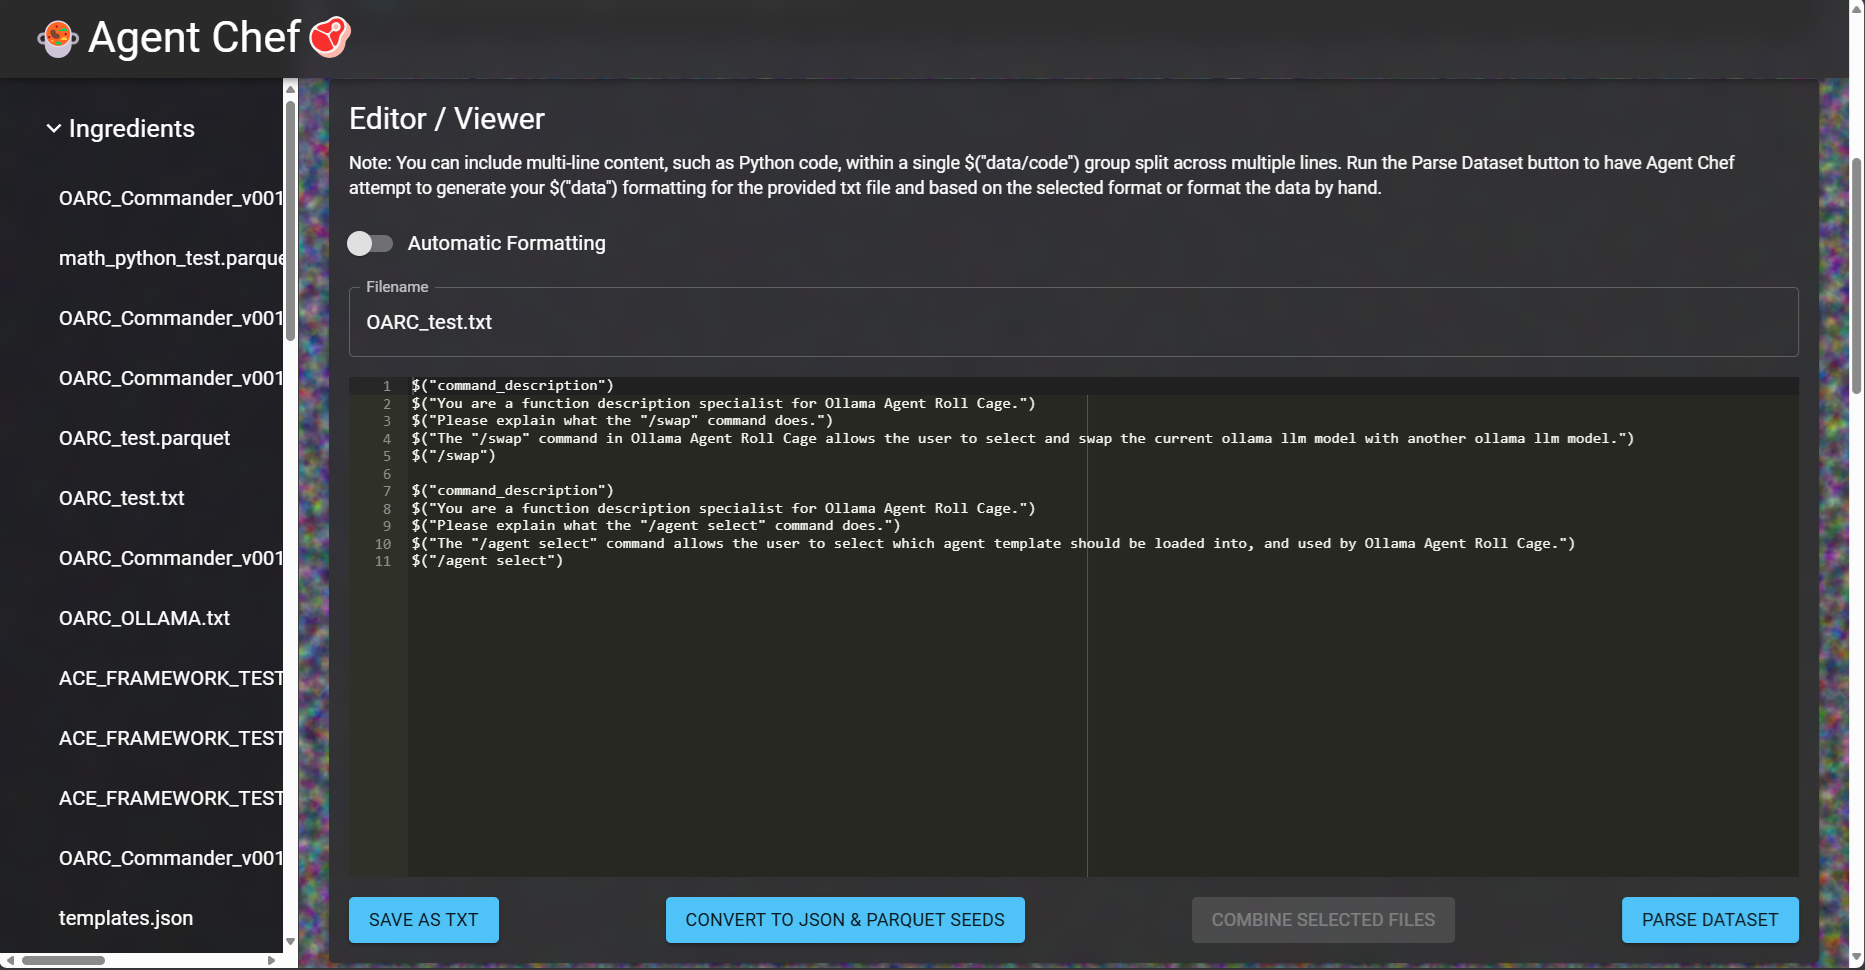 Agent Chef
Ingredients
OARC_Commander_v001
math_python_test.parque
OARC_Commander_v001
OARC_Commander_v001
OARC_test.parquet
OARC_test.txt
OARC_Commander_v001
OARC_OLLAMA.txt
ACE_FRAMEWORK_TEST
ACE_FRAMEWORK_TEST
ACE_FRAMEWORK_TEST
OARC_Commander_v001
templates.json
Editor / Viewer
Note: You can include multi-line content, such as Python code, within a single $("data/code") group split across multiple lines. Run the Parse Dataset button to have Agent Chef
attempt to generate your $("data") formatting for the provided txt file and based on the selected format or format the data by hand.
Automatic Formatting
Filename
OARC_test.txt
1 $("command_description")
2 $("You are a function description specialist for Ollama Agent Roll Cage.")
3 $("Please explain what the "/swap" command does.")
4 $("The "/swap" command in Ollama Agent Roll Cage allows the user to select and swap the current ollama llm model with another ollama llm model.")
5 $("/swap")
6
7 $("command_description")
8 $("You are a function description specialist for Ollama Agent Roll Cage.")
9 $("Please explain what the "/agent select" command does.")
10 $("The "/agent select" command allows the user to select which agent template should be loaded into, and used by Ollama Agent Roll Cage.")
11 $("/agent select")
SAVE AS TXT
CONVERT TO JSON & PARQUET SEEDS
COMBINE SELECTED FILES
PARSE DATASET